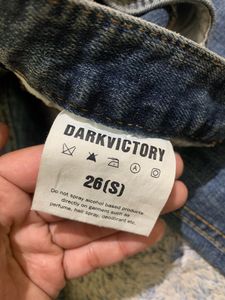 DARKVICTORY
26(S)
Do not spray alcohol based products
directly on garment such as
perfume, hair spray, deodorant etc.